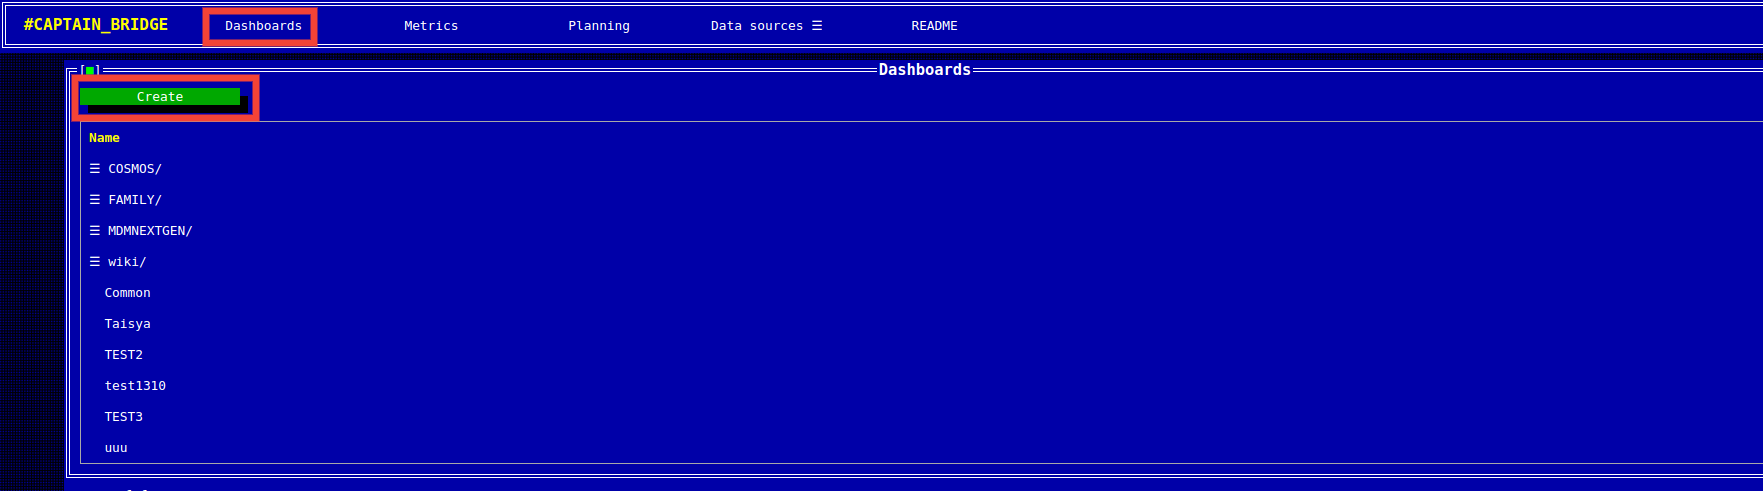 #CAPTAIN_BRIDGE Dashboards Metrics Planning Data sources ☰ README
[■] Dashboards
Create
Name
☰ COSMOS/
☰ FAMILY/
☰ MDMNEXTGEN/
☰ wiki/
Common
Taisya
TEST2
test1310
TEST3
uuu